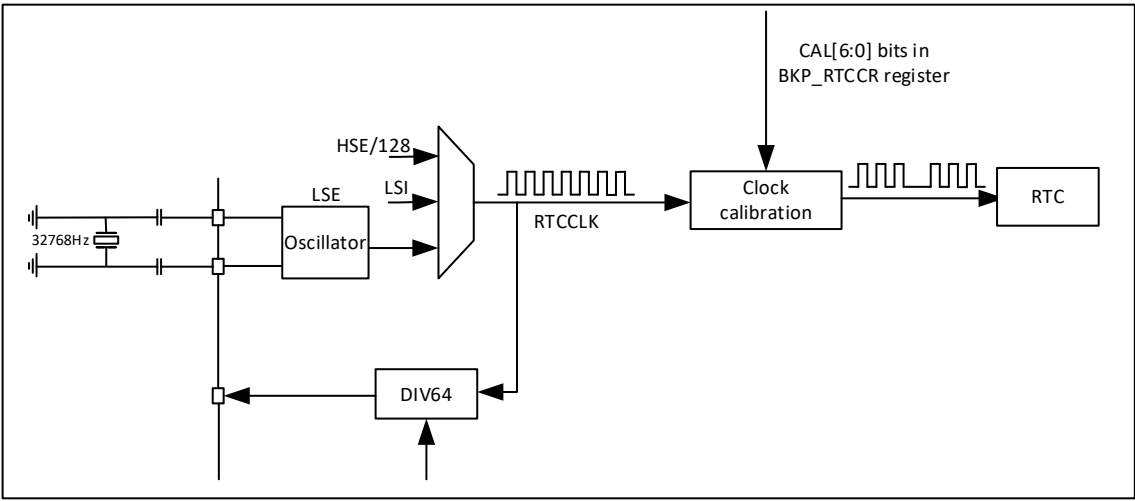 CAL[6:0] bits in
BKP_RTCCR register
HSE/128
LSI
LSE
Oscillator
32768Hz
RTCCLK
Clock
calibration
RTC
DIV64